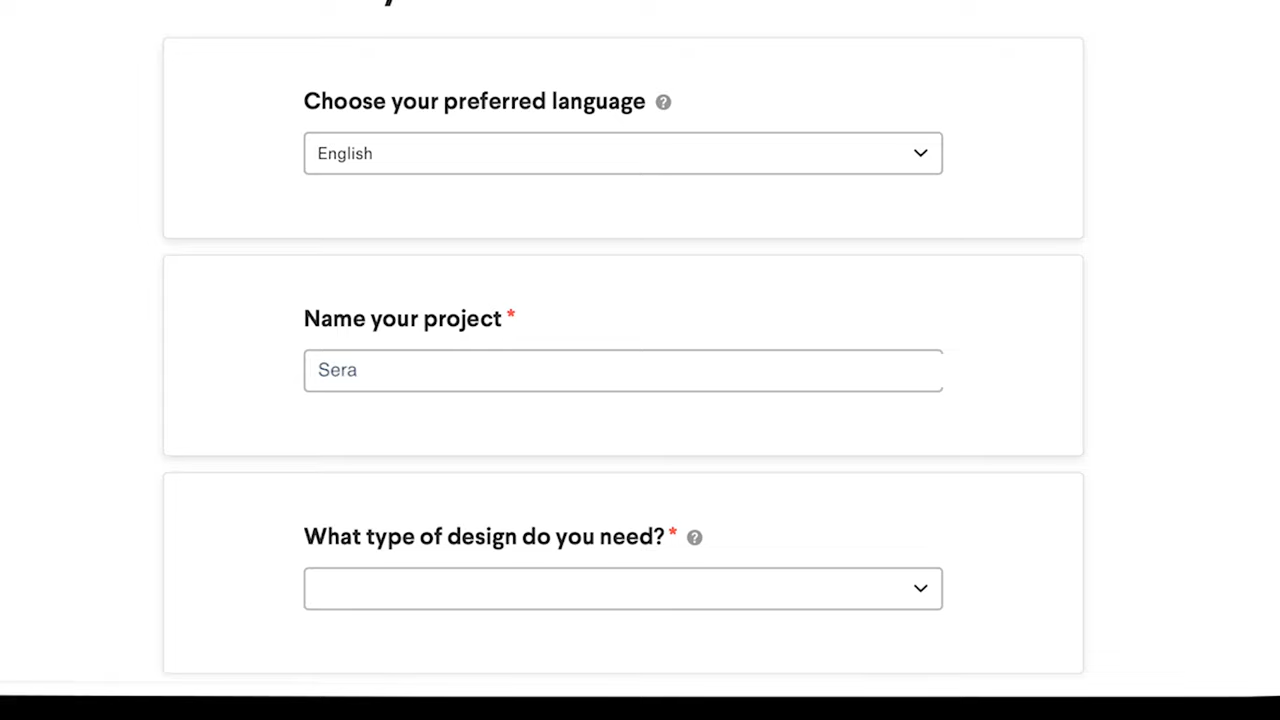 Choose your preferred language ?
English
Name your project *
Sera
What type of design do you need? * ?